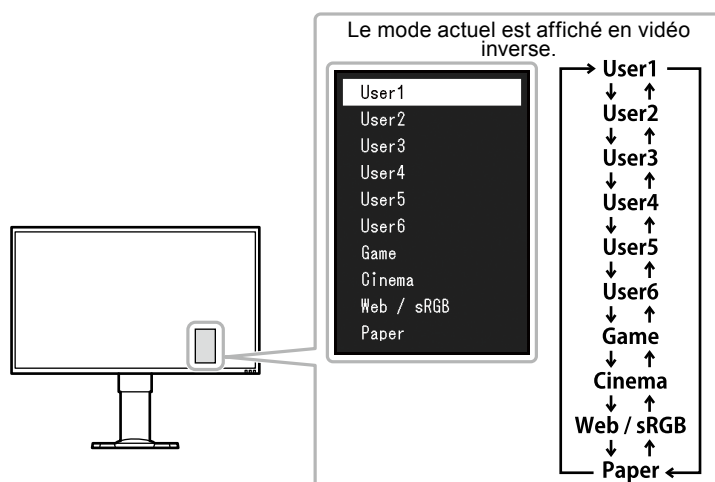 Le mode actuel est affiché en vidéo
inverse.
User1
User2
User3
User4
User5
User6
Game
Cinema
Web / sRGB
Paper
User1
User2
User3
User4
User5
User6
Game
Cinema
Web / sRGB
Paper